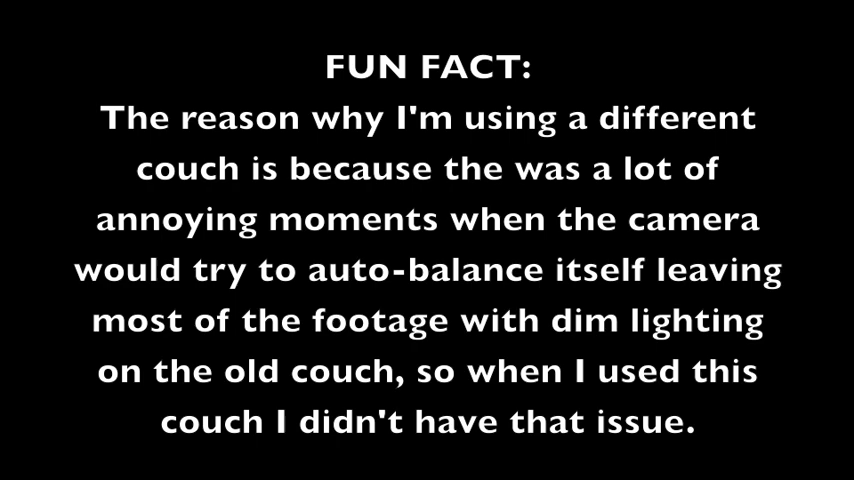 FUN FACT:
The reason why I'm using a different
couch is because the was a lot of
annoying moments when the camera
would try to auto-balance itself leaving
most of the footage with dim lighting
on the old couch, so when I used this
couch I didn't have that issue.